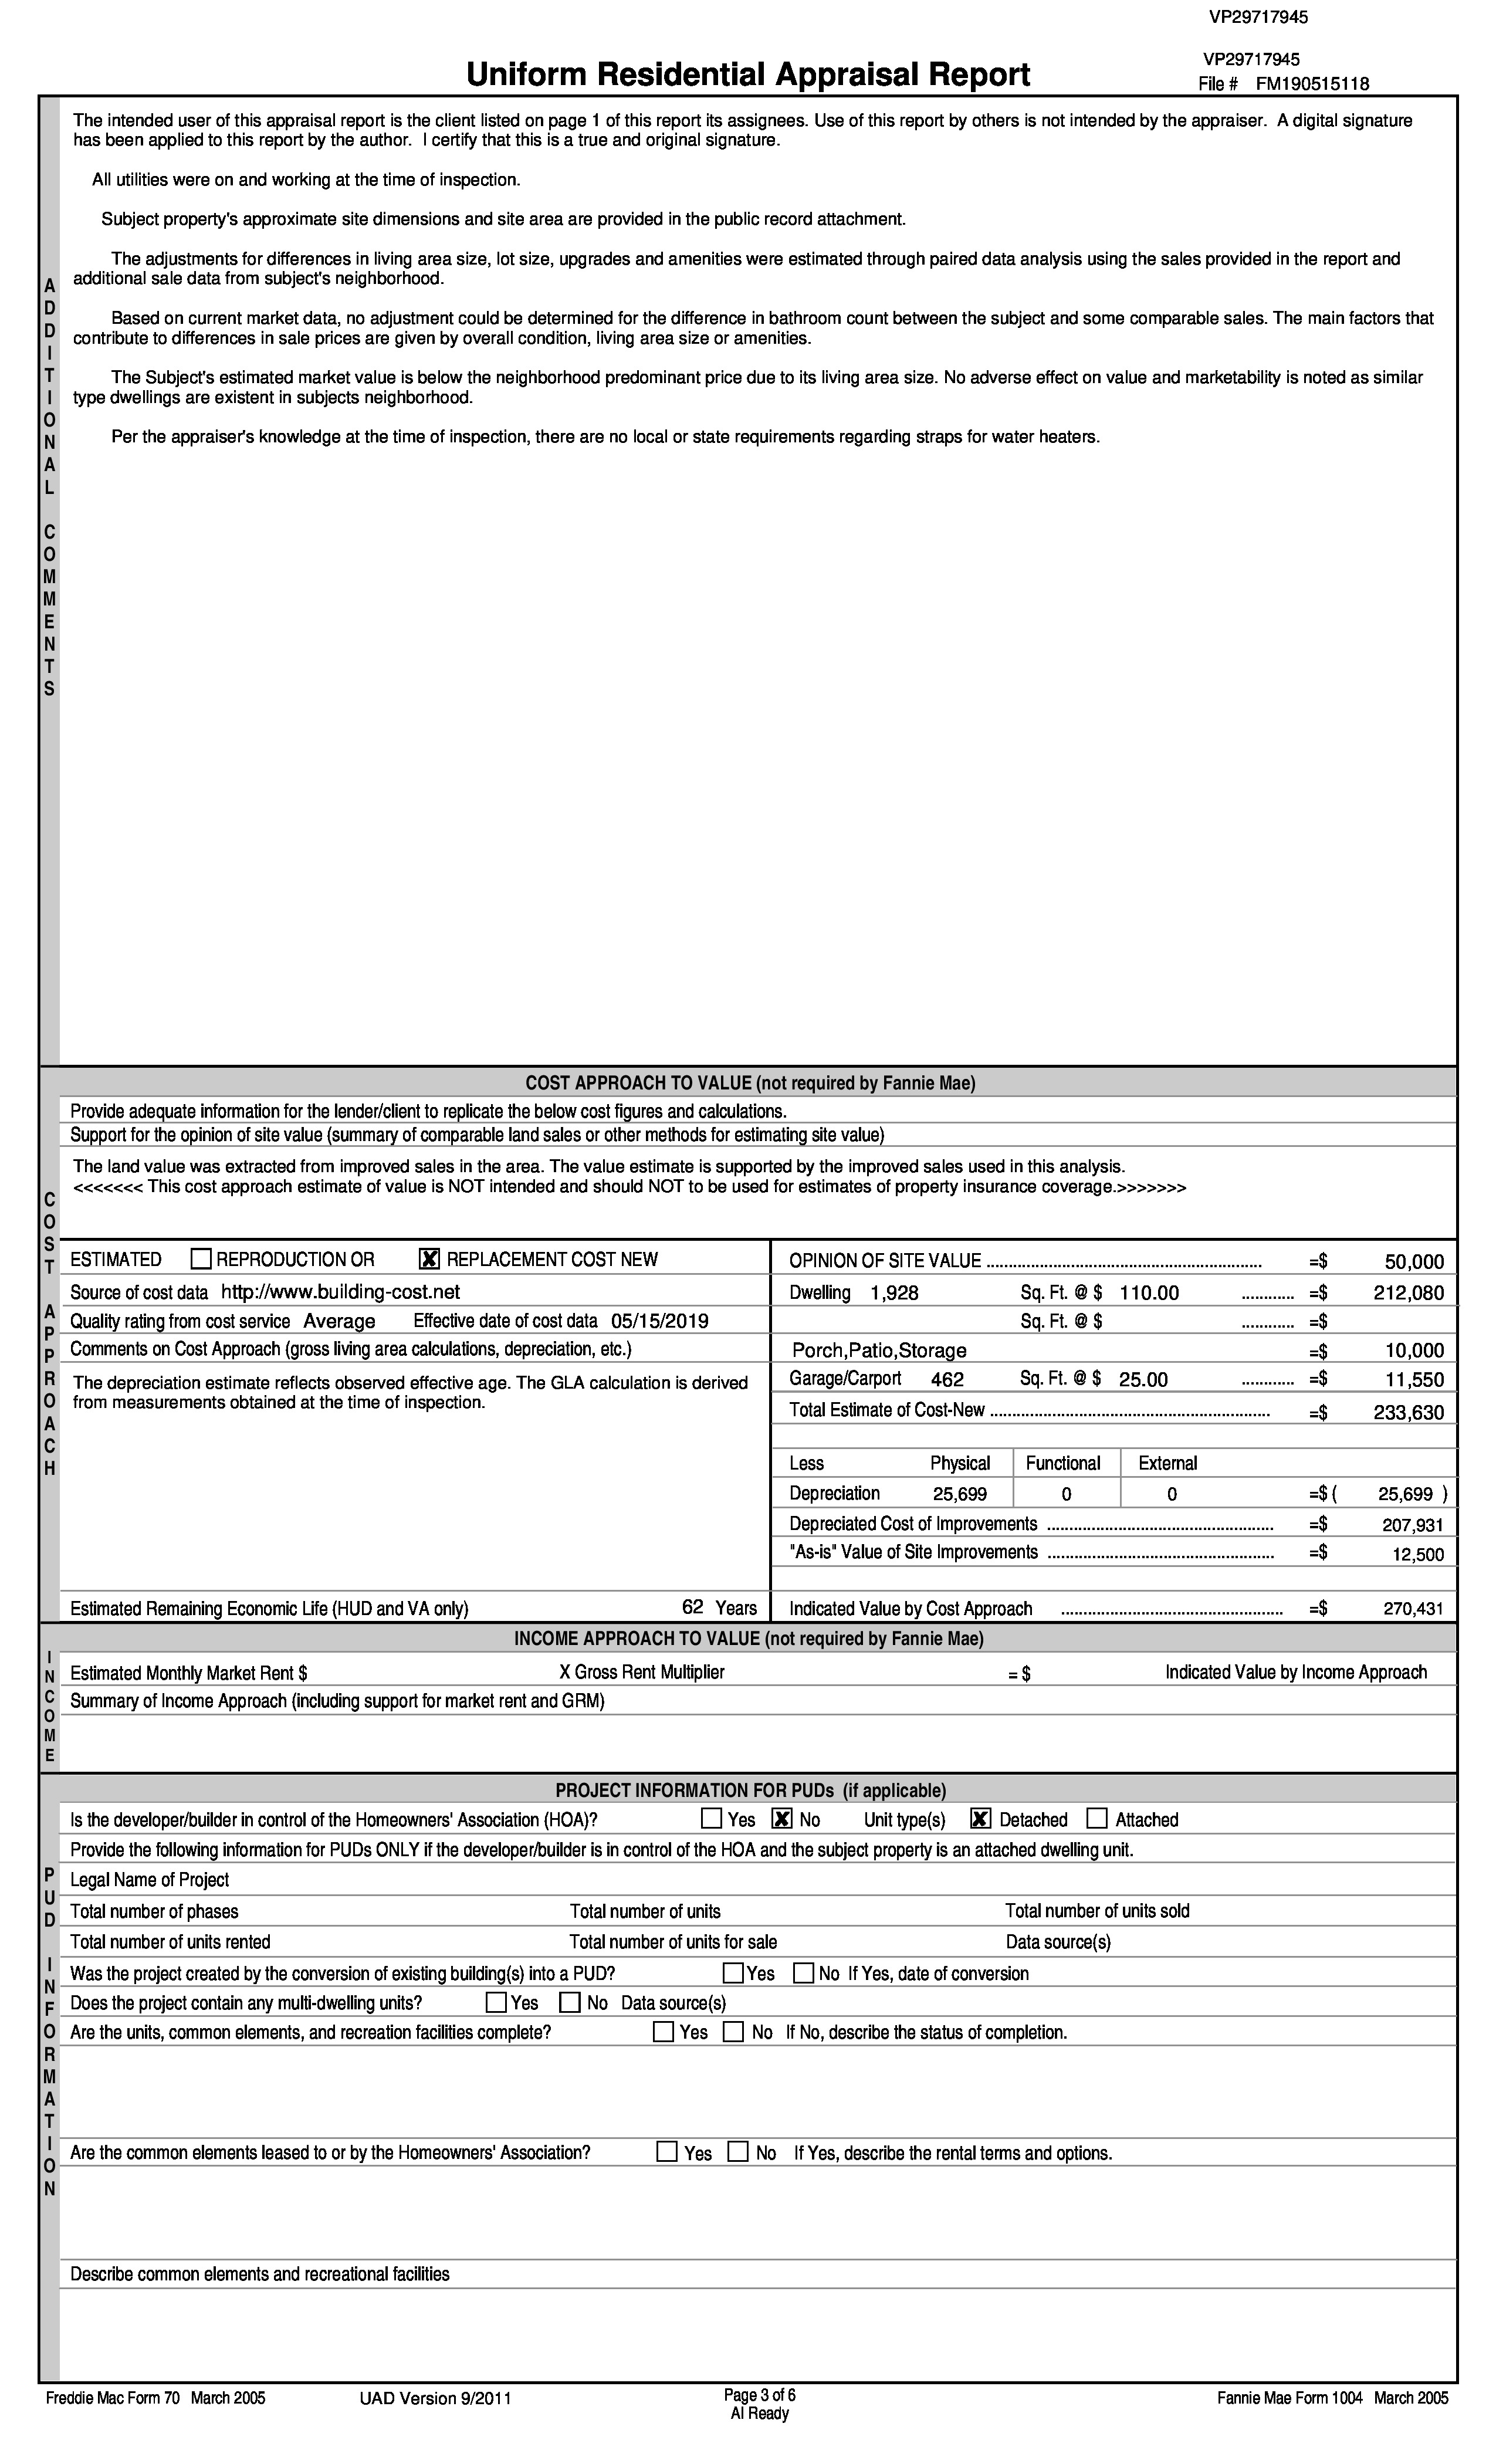 VP29717945
VP29717945
Uniform Residential Appraisal Report
File # FM190515118
The intended user of this appraisal report is the client listed on page 1 of this report its assignees. Use of this report by others is not intended by the appraiser. A digital signature
has been applied to this report by the author. I certify that this is a true and original signature.
All utilities were on and working at the time of inspection.
Subject property's approximate site dimensions and site area are provided in the public record attachment.
The adjustments for differences in living area size, lot size, upgrades and amenities were estimated through paired data analysis using the sales provided in the report and
additional sale data from subject's neighborhood.
Based on current market data, no adjustment could be determined for the difference in bathroom count between the subject and some comparable sales. The main factors that
contribute to differences in sale prices are given by overall condition, living area size or amenities.
The Subject's estimated market value is below the neighborhood predominant price due to its living area size. No adverse effect on value and marketability is noted as similar
type dwellings are existent in subjects neighborhood.
Per the appraiser's knowledge at the time of inspection, there are no local or state requirements regarding straps for water heaters.
ADDITIONAL COMMENTS
COST APPROACH TO VALUE (not required by Fannie Mae)
Provide adequate information for the lender/client to replicate the below cost figures and calculations.
Support for the opinion of site value (summary of comparable land sales or other methods for estimating site value)
The land value was extracted from improved sales in the area. The value estimate is supported by the improved sales used in this analysis.
<<<<<<< This cost approach estimate of value is NOT intended and should NOT to be used for estimates of property insurance coverage.>>>>>>>
COST APPROACH
ESTIMATED REPRODUCTION OR X REPLACEMENT COST NEW
Source of cost data http://www.building-cost.net
Quality rating from cost service Average Effective date of cost data 05/15/2019
Comments on Cost Approach (gross living area calculations, depreciation, etc.)
The depreciation estimate reflects observed effective age. The GLA calculation is derived
from measurements obtained at the time of inspection.
Estimated Remaining Economic Life (HUD and VA only) 62 Years
OPINION OF SITE VALUE ............................................................. =$ 50,000
Dwelling 1,928 Sq. Ft. @ $ 110.00 ............ =$ 212,080
Sq. Ft. @ $ ............ =$
Porch,Patio,Storage =$ 10,000
Garage/Carport 462 Sq. Ft. @ $ 25.00 ............ =$ 11,550
Total Estimate of Cost-New ............................................................... =$ 233,630
Less Physical Functional External
Depreciation 25,699 0 0 =$ ( 25,699 )
Depreciated Cost of Improvements ................................................... =$ 207,931
"As-is" Value of Site Improvements ................................................... =$ 12,500
Indicated Value by Cost Approach .................................................. =$ 270,431
INCOME
INCOME APPROACH TO VALUE (not required by Fannie Mae)
Estimated Monthly Market Rent $ X Gross Rent Multiplier = $ Indicated Value by Income Approach
Summary of Income Approach (including support for market rent and GRM)
PUD INFORMATION
PROJECT INFORMATION FOR PUDs (if applicable)
Is the developer/builder in control of the Homeowners' Association (HOA)? Yes X No Unit type(s) X Detached Attached
Provide the following information for PUDs ONLY if the developer/builder is in control of the HOA and the subject property is an attached dwelling unit.
Legal Name of Project
Total number of phases Total number of units Total number of units sold
Total number of units rented Total number of units for sale Data source(s)
Was the project created by the conversion of existing building(s) into a PUD? Yes No If Yes, date of conversion
Does the project contain any multi-dwelling units? Yes No Data source(s)
Are the units, common elements, and recreation facilities complete? Yes No If No, describe the status of completion.
Are the common elements leased to or by the Homeowners' Association? Yes No If Yes, describe the rental terms and options.
Describe common elements and recreational facilities
Freddie Mac Form 70 March 2005 UAD Version 9/2011 Page 3 of 6 Fannie Mae Form 1004 March 2005
AI Ready